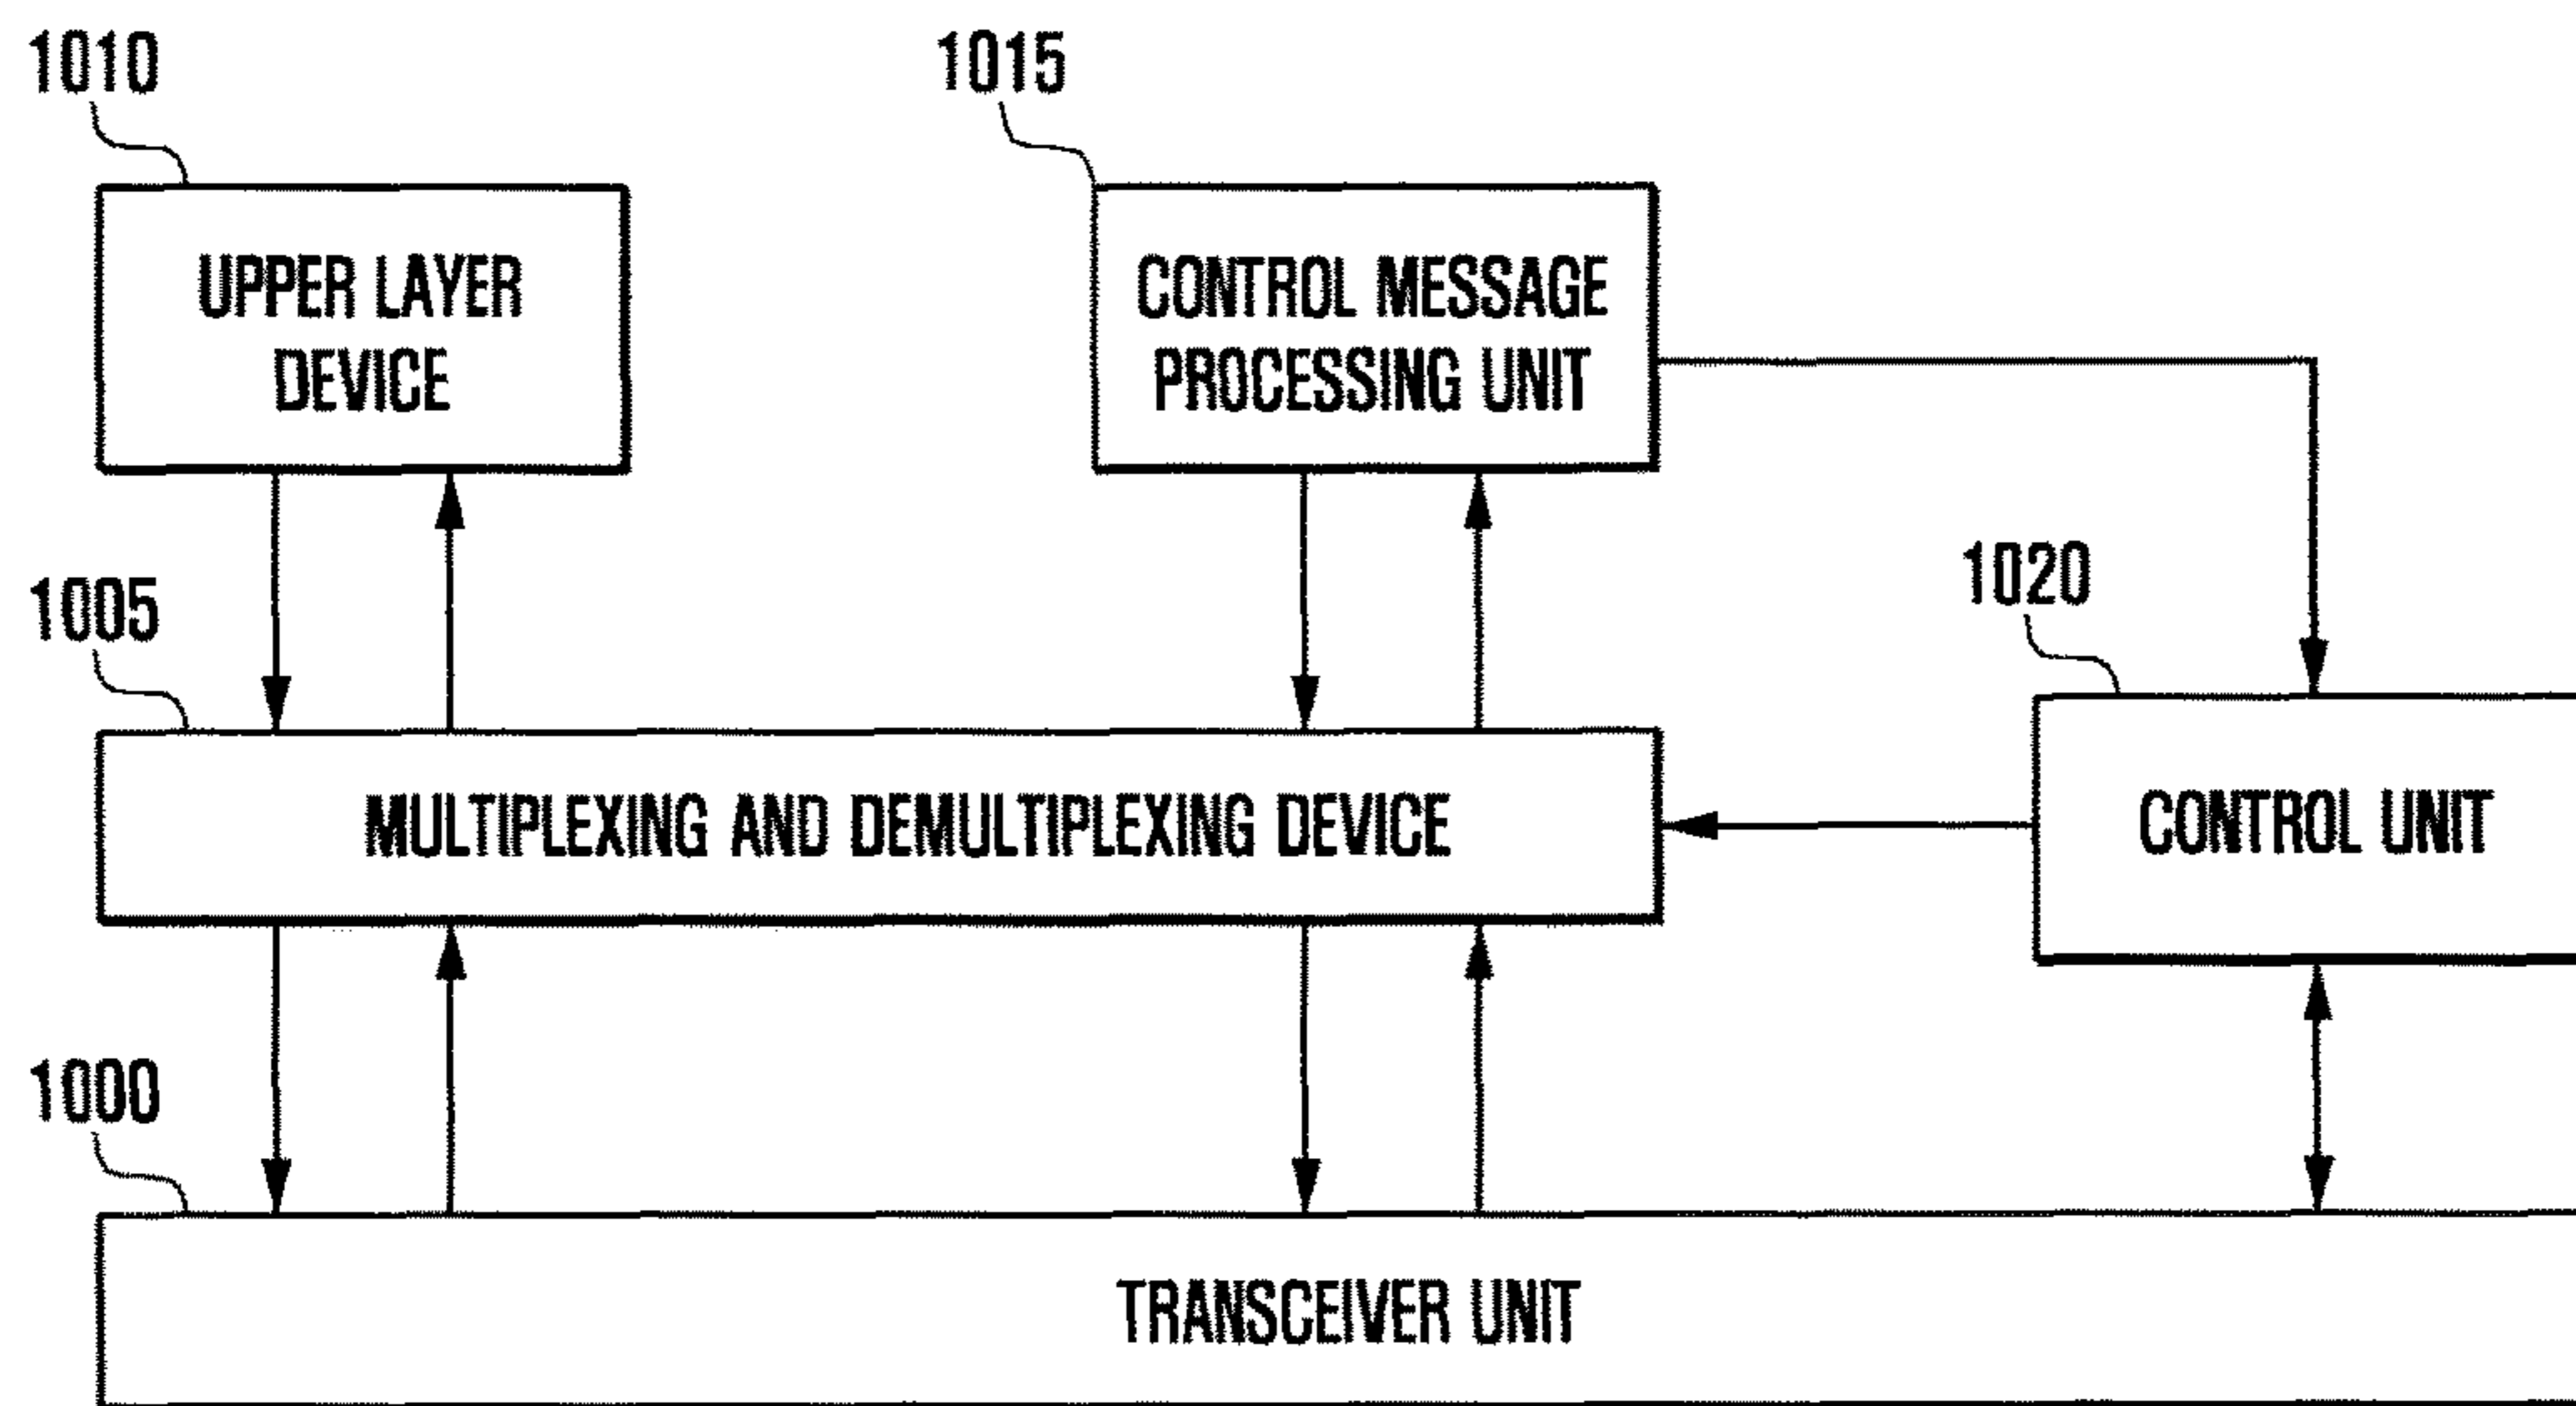 1010
1015
UPPER LAYER
DEVICE
CONTROL MESSAGE
PROCESSING UNIT
1005
1020
MULTIPLEXING AND DEMULTIPLEXING DEVICE
CONTROL UNIT
1000
TRANSCEIVER UNIT